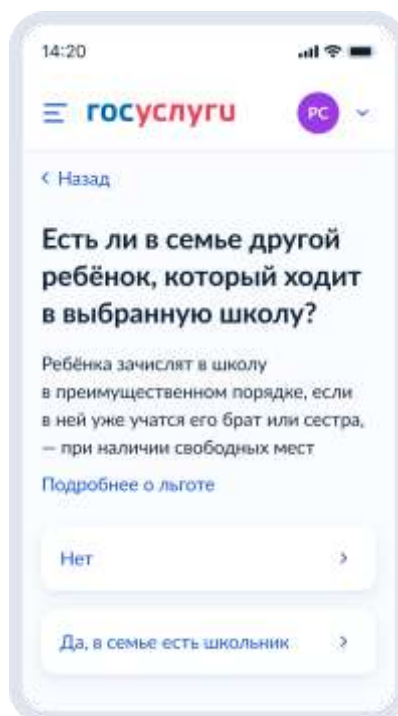 14:20
госуслуги
РС
Назад
Есть ли в семье другой
ребёнок, который ходит
в выбранную школу?
Ребёнка зачислят в школу
в преимущественном порядке, если
в ней уже учатся его брат или сестра,
— при наличии свободных мест
Подробнее о льготе
Нет
Да, в семье есть школьник